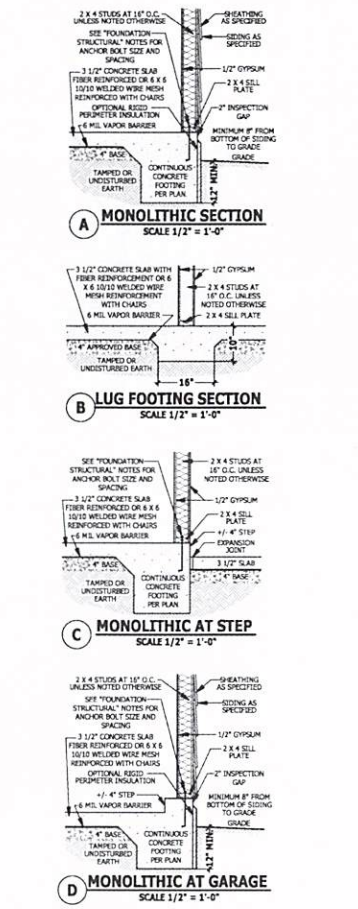 2 X 4 STUDS AT 16" O.C.
UNLESS NOTED OTHERWISE
SEE "FOUNDATION
STRUCTURAL" NOTES FOR
ANCHOR BOLT SIZE AND
SPACING
3 1/2" CONCRETE SLAB
FIBER REINFORCED OR 6 X 6
10/10 WELDED WIRE MESH
REINFORCED WITH CHAIRS
OPTIONAL RIGID
PERIMETER INSULATION
6 MIL VAPOR BARRIER
4" BASE
TAMPED OR
UNDISTURBED
EARTH
CONTINUOUS
CONCRETE
FOOTING
PER PLAN
SHEATHING
AS SPECIFIED
SIDING AS
SPECIFIED
1/2" GYPSUM
2 X 4 SILL
PLATE
2" INSPECTION
GAP
MINIMUM 8" FROM
BOTTOM OF SIDING
TO GRADE
GRADE
12" MIN
A MONOLITHIC SECTION
SCALE 1/2" = 1'-0"
3 1/2" CONCRETE SLAB WITH
FIBER REINFORCEMENT OR 6
X 6 10/10 WELDED WIRE
MESH REINFORCEMENT
WITH CHAIRS
6 MIL VAPOR BARRIER
4" APPROVED BASE
TAMPED OR
UNDISTURBED EARTH
1/2" GYPSUM
2 X 4 STUDS AT
16" O.C. UNLESS
NOTED OTHERWISE
2 X 4 SILL PLATE
10"
16"
B LUG FOOTING SECTION
SCALE 1/2" = 1'-0"
SEE "FOUNDATION
STRUCTURAL" NOTES FOR
ANCHOR BOLT SIZE AND
SPACING
3 1/2" CONCRETE SLAB
FIBER REINFORCED OR 6 X 6
10/10 WELDED WIRE MESH
REINFORCED WITH CHAIRS
6 MIL VAPOR BARRIER
4" BASE
TAMPED OR
UNDISTURBED
EARTH
CONTINUOUS
CONCRETE
FOOTING
PER PLAN
2 X 4 STUDS AT
16" O.C. UNLESS
NOTED OTHERWISE
1/2" GYPSUM
2 X 4 SILL
PLATE
+/- 4" STEP
EXPANSION
JOINT
3 1/2" SLAB
4" BASE
C MONOLITHIC AT STEP
SCALE 1/2" = 1'-0"
2 X 4 STUDS AT 16" O.C.
UNLESS NOTED OTHERWISE
SEE "FOUNDATION
STRUCTURAL" NOTES FOR
ANCHOR BOLT SIZE AND
SPACING
3 1/2" CONCRETE SLAB
FIBER REINFORCED OR 6 X 6
10/10 WELDED WIRE MESH
REINFORCED WITH CHAIRS
OPTIONAL RIGID
PERIMETER INSULATION
+/- 4" STEP
6 MIL VAPOR BARRIER
4" BASE
TAMPED OR
UNDISTURBED
EARTH
CONTINUOUS
CONCRETE
FOOTING
PER PLAN
SHEATHING
AS SPECIFIED
SIDING AS
SPECIFIED
1/2" GYPSUM
2 X 4 SILL
PLATE
2" INSPECTION
GAP
MINIMUM 8" FROM
BOTTOM OF SIDING
TO GRADE
GRADE
12" MIN
D MONOLITHIC AT GARAGE
SCALE 1/2" = 1'-0"